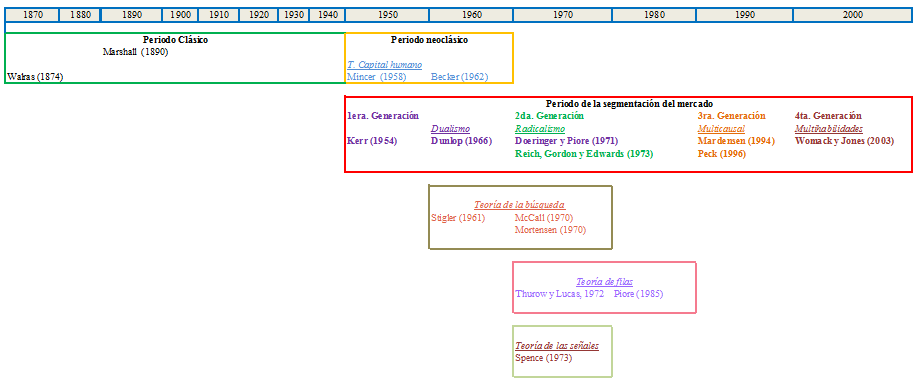 1870 1880 1890 1900 1910 1920 1930 1940 1950 1960 1970 1980 1990 2000
Periodo Clásico
Marshall (1890)
Walras (1874)
Periodo neoclásico
T. Capital humano
Mincer (1958) Becker (1962)
Periodo de la segmentación del mercado
1era. Generación 2da. Generación 3ra. Generación 4ta. Generación
Dualismo Radicalismo Multicausal Multihabilidades
Kerr (1954) Dunlop (1966) Doeringer y Piore (1971) Mardensen (1994) Womack y Jones (2003)
Reich, Gordon y Edwards (1973) Peck (1996)
Teoría de la búsqueda
Stigler (1961) McCall (1970)
Mortensen (1970)
Teoría de filas
Thurow y Lucas, 1972 Piore (1985)
Teoría de las señales
Spence (1973)